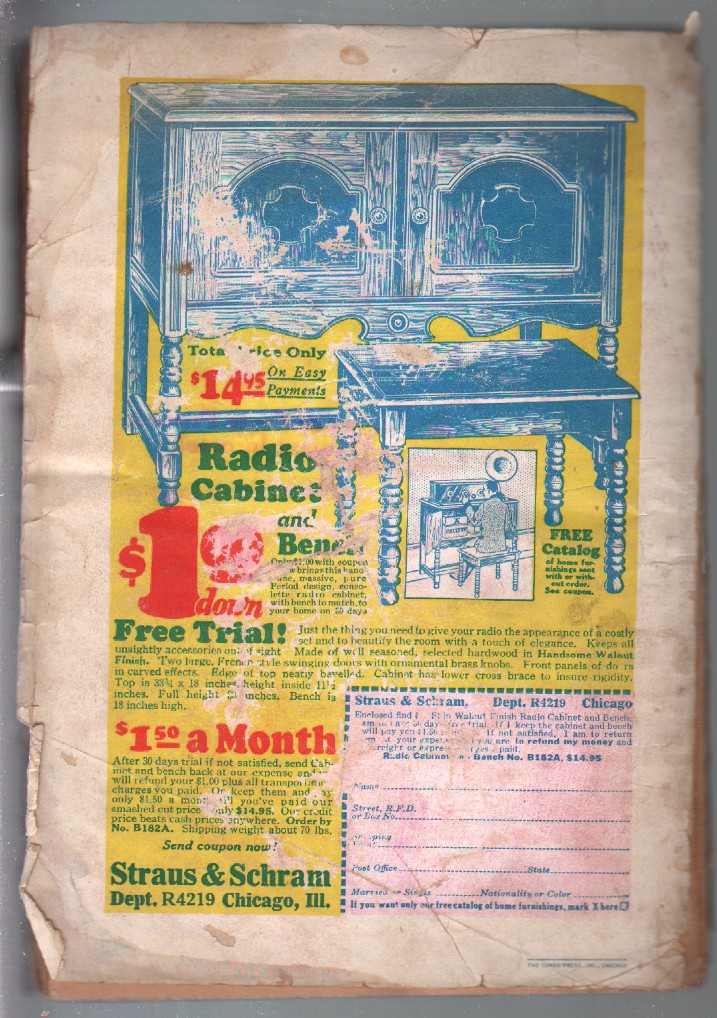 Price Only
$14.95
On Easy
Payments
Radio
Cabinet
and
Bench
$1.00
down
Only $1.00 with coupon
brings this hand
massive, pure
Period design, conso-
lette radio cabinet,
with bench to match, to
your home on 30 days
FREE
Catalog
of home fur-
nishings sent
with or with-
out order.
See coupon.
Free Trial! Just the thing you need to give your radio the appearance of a costly
set and to beautify the room with a touch of elegance. Keeps all
unsightly accessories out of sight Made of well seasoned, selected hardwood in Handsome Walnut
Finish. Two large, French style swinging doors with ornamental brass knobs. Front panels of doors
in carved effects. Edge of top neatly bevelled. Cabinet has lower cross brace to insure rigidity.
Top in 33¾ x 18 inches, height inside 11½
inches. Full height inches. Bench is
18 inches high.
$1.50 a Month
After 30 days trial if not satisfied, send Cab-
inet and bench back at our expense and
will refund your $1.00 plus all transportation
charges you paid. Or keep them and pay
only $1.50 a month till you've paid our
smashed cut price only $14.95. Our credit
price beats cash prices anywhere. Order by
No. B182A. Shipping weight about 70 lbs.
Send coupon now!
Straus & Schram
Dept. R4219 Chicago, Ill.
Straus & Schram, Dept. R4219 Chicago
Enclosed find $1. Ship Walnut Finish Radio Cabinet and Bench.
free trial. If I keep the cabinet and bench
will pay you $1.50 if not satisfied, I am to return
at your expense you are to refund my money and
freight or express paid.
Radio Cabinet Bench No. B182A, $14.95
Name
Street, R.F.D.
or Box No.
Shipping
Post Office State
Married or Single Nationality or Color
If you want only our free catalog of home furnishings, mark X here
THE CUNEO PRESS, INC., CHICAGO